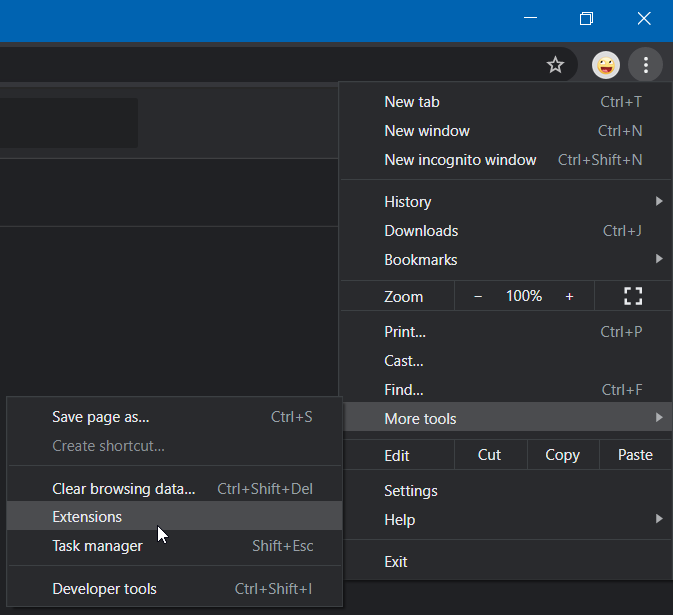 New tab Ctrl+T
New window Ctrl+N
New incognito window Ctrl+Shift+N
History
Downloads Ctrl+J
Bookmarks
Zoom − 100% +
Print... Ctrl+P
Cast...
Find... Ctrl+F
More tools
Edit Cut Copy Paste
Settings
Help
Exit
Save page as... Ctrl+S
Create shortcut...
Clear browsing data... Ctrl+Shift+Del
Extensions
Task manager Shift+Esc
Developer tools Ctrl+Shift+I